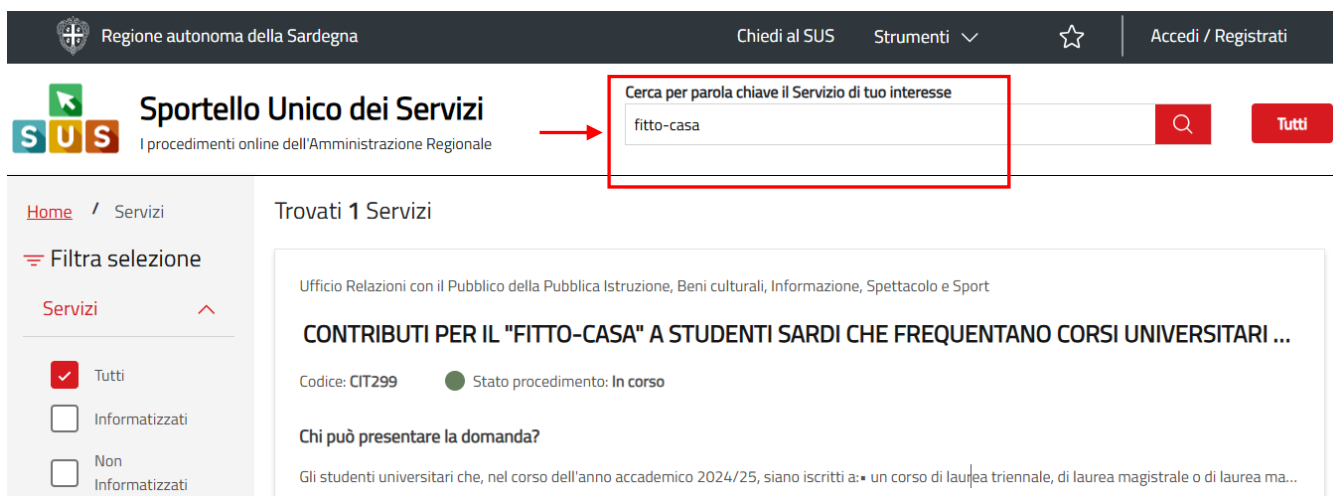 Regione autonoma della Sardegna
Chiedi al SUS
Strumenti
Accedi / Registrati
SUS
Sportello Unico dei Servizi
I procedimenti online dell'Amministrazione Regionale
Cerca per parola chiave il Servizio di tuo interesse
fitto-casa
Tutti
Home / Servizi
Filtra selezione
Servizi
Tutti
Informatizzati
Non
Informatizzati
Trovati 1 Servizi
Ufficio Relazioni con il Pubblico della Pubblica Istruzione, Beni culturali, Informazione, Spettacolo e Sport
CONTRIBUTI PER IL "FITTO-CASA" A STUDENTI SARDI CHE FREQUENTANO CORSI UNIVERSITARI ...
Codice: CIT299
Stato procedimento: In corso
Chi può presentare la domanda?
Gli studenti universitari che, nel corso dell'anno accademico 2024/25, siano iscritti a:• un corso di laurea triennale, di laurea magistrale o di laurea ma...